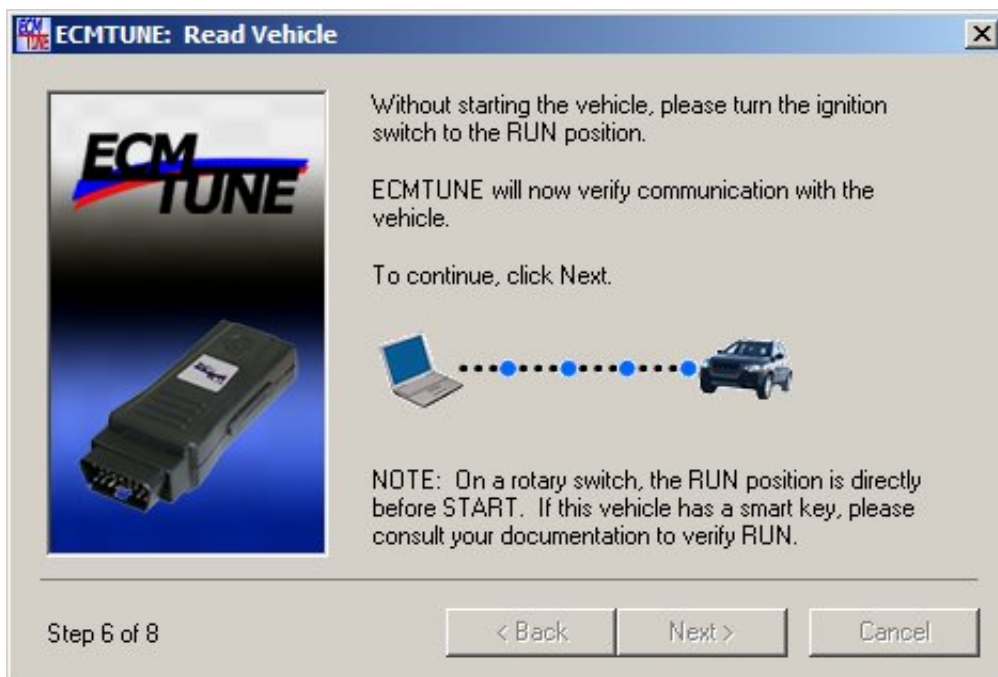 ECM TUNE ECMTUNE: Read Vehicle X
ECM
TUNE
Without starting the vehicle, please turn the ignition
switch to the RUN position.
ECMTUNE will now verify communication with the
vehicle.
To continue, click Next.
NOTE: On a rotary switch, the RUN position is directly
before START. If this vehicle has a smart key, please
consult your documentation to verify RUN.
Step 6 of 8
< Back
Next >
Cancel